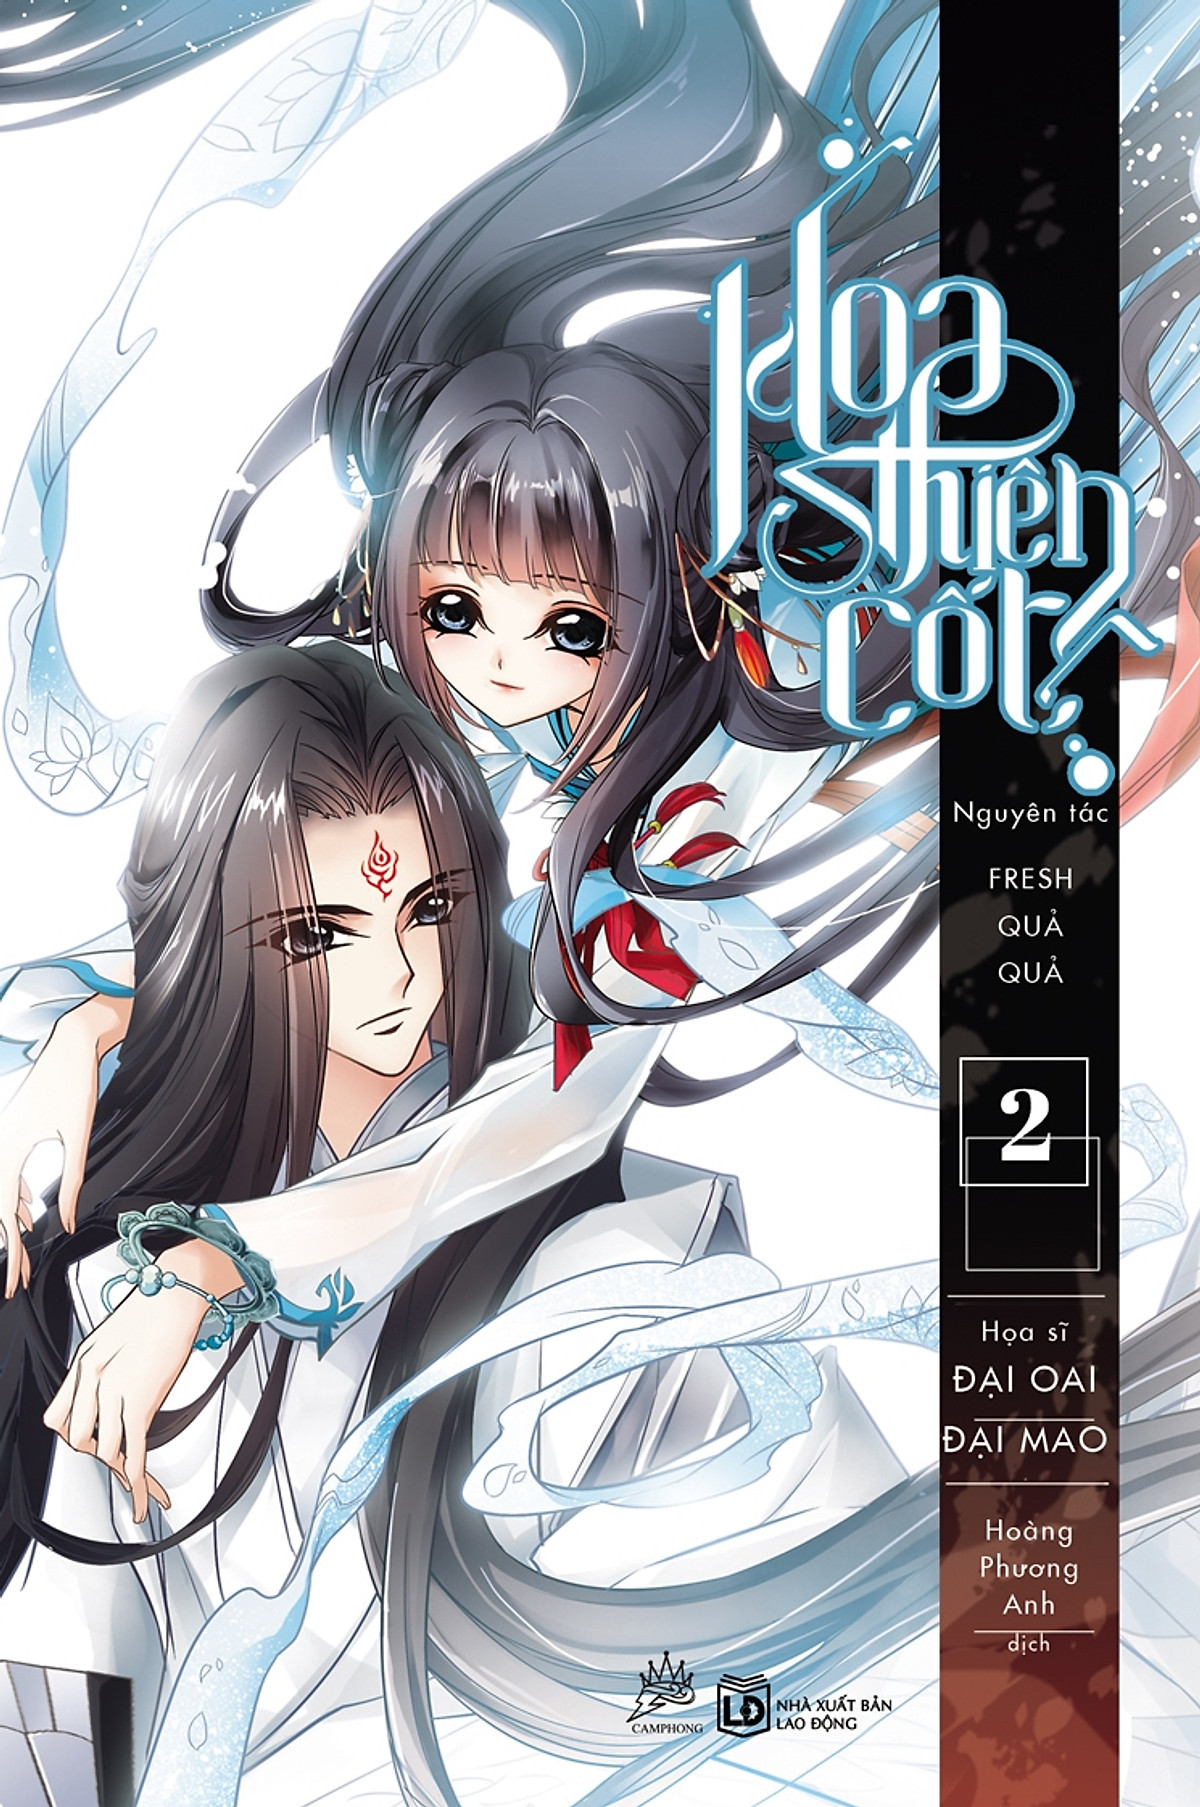 Hoa
thiên
cốt
Nguyên tác
FRESH
QUẢ
QUẢ
2
Họa sĩ
ĐẠI OAI
ĐẠI MAO
Hoàng
Phương
Anh
dịch
CAMPHONG
LĐ
NHÀ XUẤT BẢN
LAO ĐỘNG